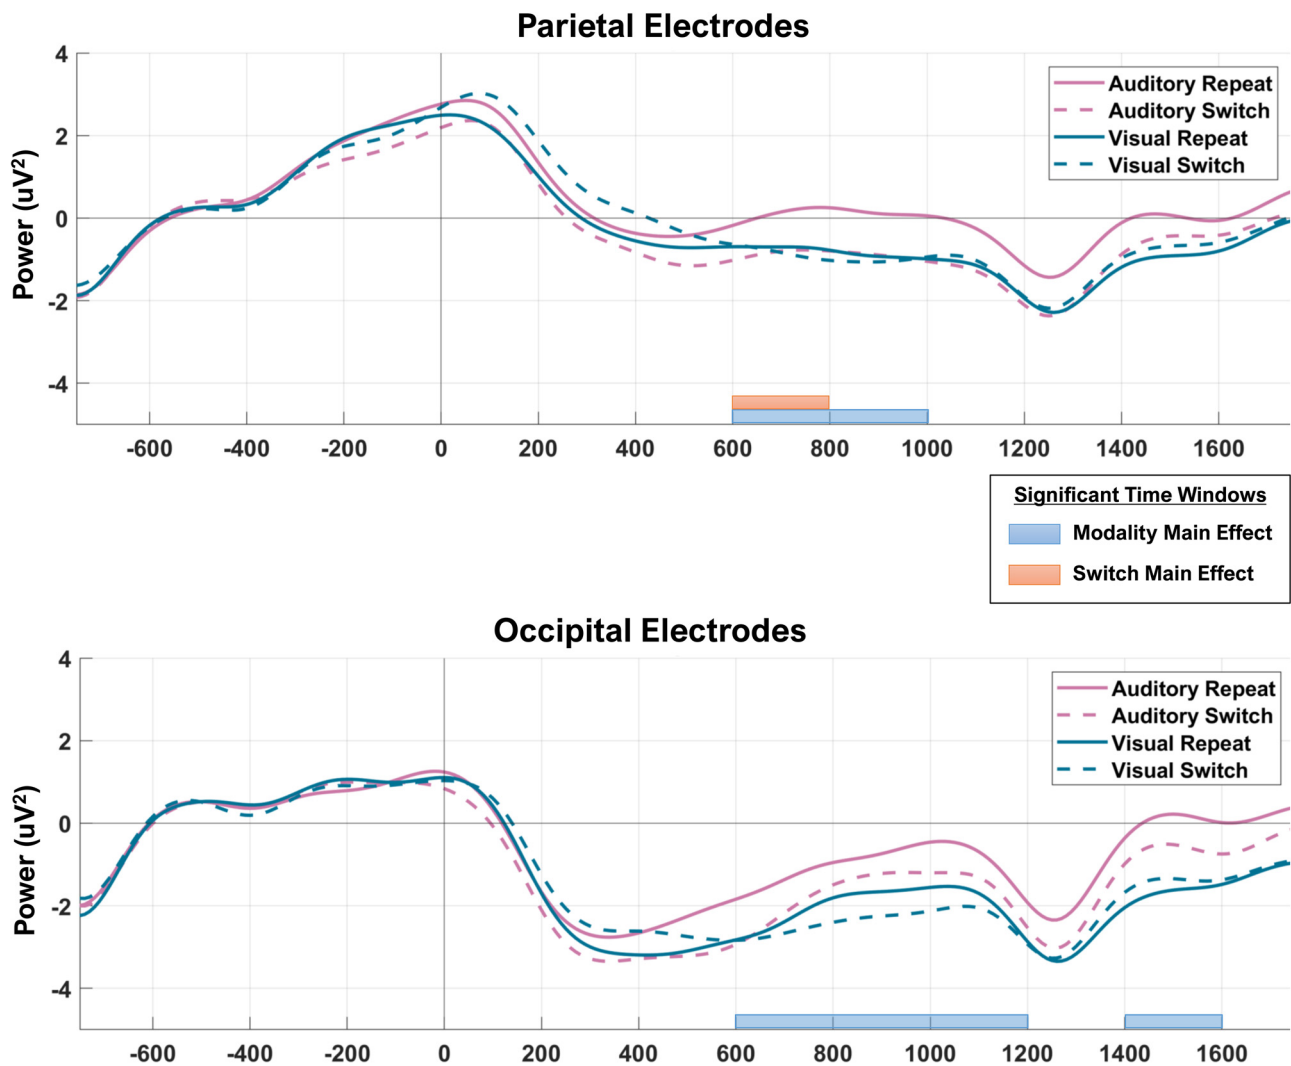 Parietal Electrodes
4
2
0
-2
-4
Power (uV²)
Auditory Repeat
Auditory Switch
Visual Repeat
Visual Switch
-600 -400 -200 0 200 400 600 800 1000 1200 1400 1600
Significant Time Windows
Modality Main Effect
Switch Main Effect
Occipital Electrodes
4
2
0
-2
-4
Power (uV²)
Auditory Repeat
Auditory Switch
Visual Repeat
Visual Switch
-600 -400 -200 0 200 400 600 800 1000 1200 1400 1600